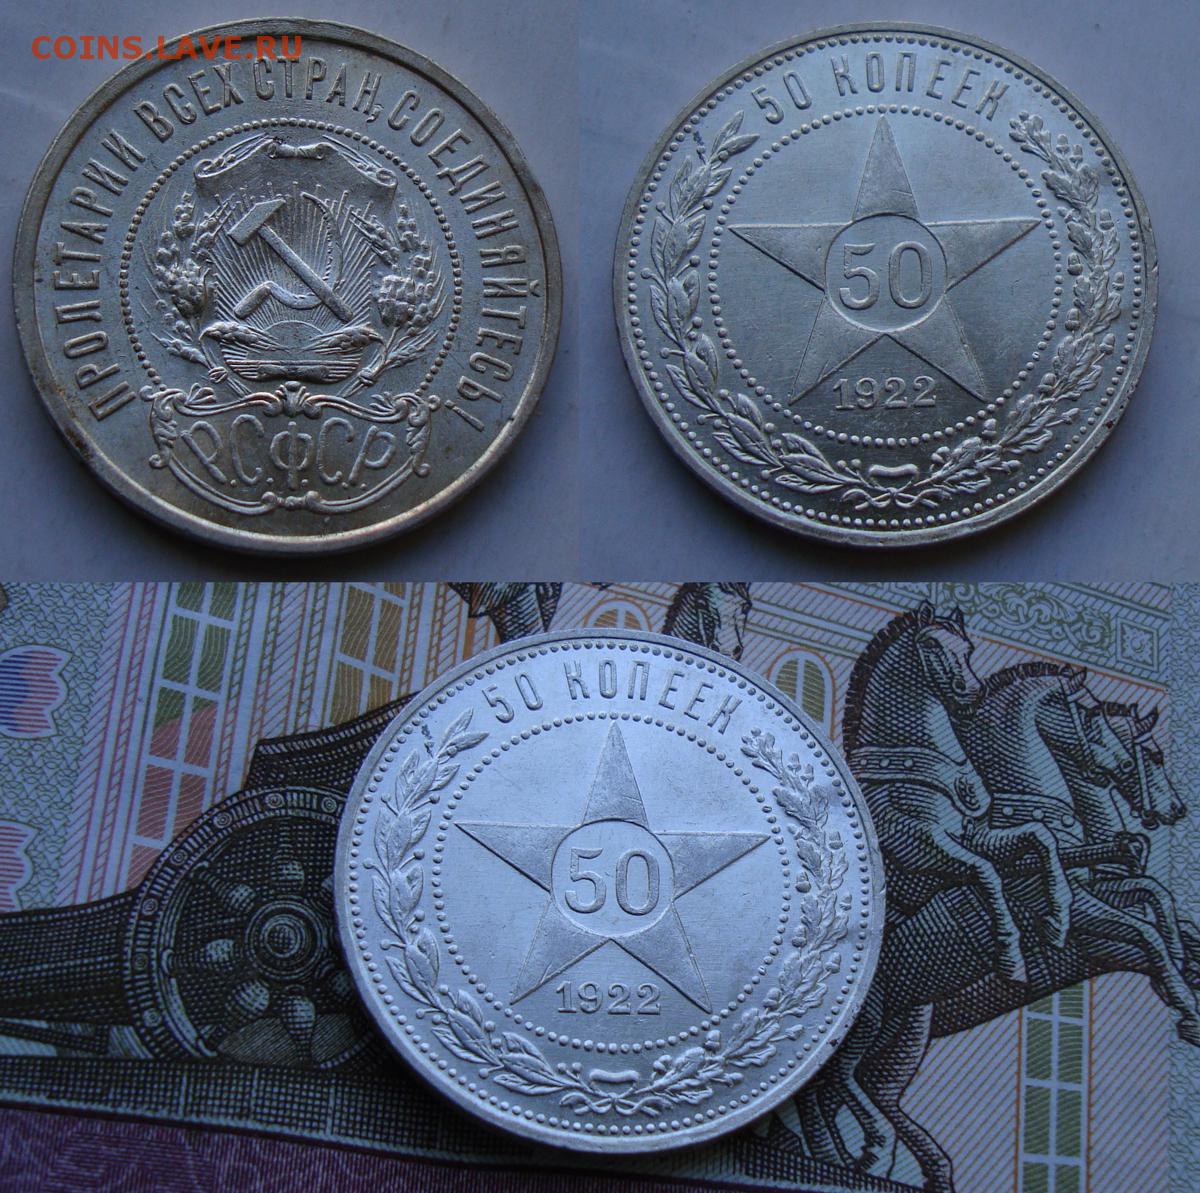 COINS.LAVE.RU
ПРОЛЕТАРИИ ВСЕХ СТРАН, СОЕДИНЯЙТЕСЬ!
Р.С.Ф.С.Р.
50 КОПЕЕК
50
1922
50 КОПЕЕК
50
1922